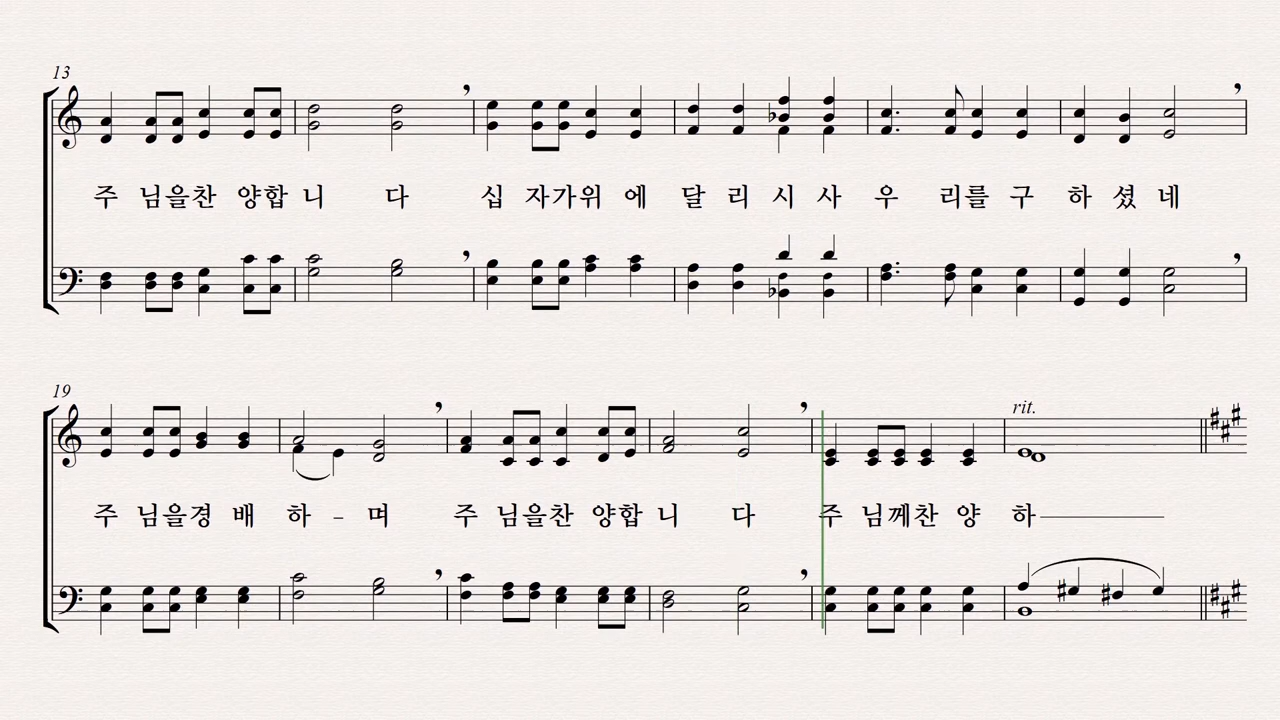 13
주 님을찬 양합 니 다 십 자가위 에 달 리 시 사 우 리를 구 하 셨 네
19
rit.
주 님을경 배 하 - 며 주 님을찬 양합 니 다 주 님께찬 양 하